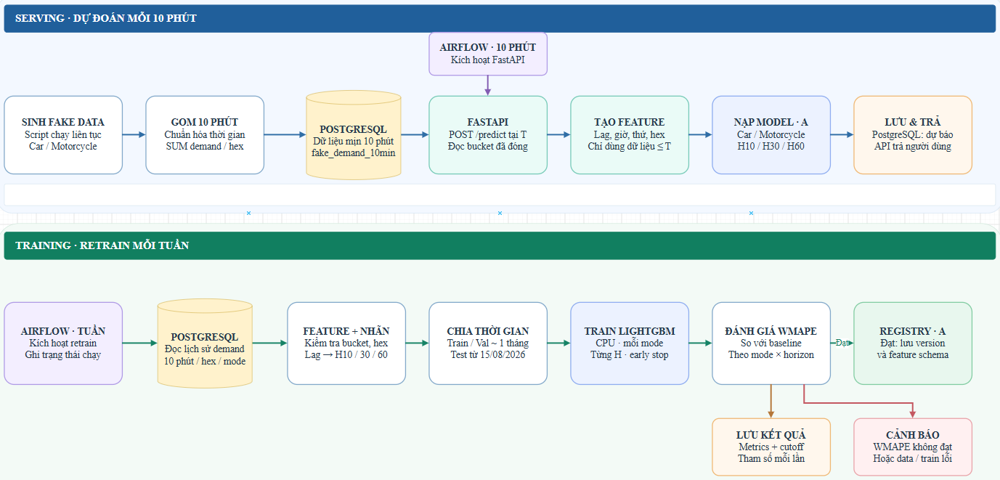 SERVING · DỰ ĐOÁN MỖI 10 PHÚT
AIRFLOW · 10 PHÚT
Kích hoạt FastAPI
SINH FAKE DATA
Script chạy liên tục
Car / Motorcycle
GOM 10 PHÚT
Chuẩn hóa thời gian
SUM demand / hex
POSTGRESQL
Dữ liệu mịn 10 phút
fake_demand_10min
FASTAPI
POST /predict tại T
Đọc bucket đã đóng
TẠO FEATURE
Lag, giờ, thứ, hex
Chỉ dùng dữ liệu ≤ T
NẠP MODEL · A
Car / Motorcycle
H10 / H30 / H60
LƯU & TRẢ
PostgreSQL: dự báo
API trả người dùng
TRAINING · RETRAIN MỖI TUẦN
AIRFLOW · TUẦN
Kích hoạt retrain
Ghi trạng thái chạy
POSTGRESQL
Đọc lịch sử demand
10 phút / hex / mode
FEATURE + NHÃN
Kiểm tra bucket, hex
Lag → H10 / 30 / 60
CHIA THỜI GIAN
Train / Val ~ 1 tháng
Test từ 15/08/2026
TRAIN LIGHTGBM
CPU · mỗi mode
Từng H · early stop
ĐÁNH GIÁ WMAPE
So với baseline
Theo mode × horizon
Đạt
REGISTRY · A
Đạt: lưu version
và feature schema
LƯU KẾT QUẢ
Metrics + cutoff
Tham số mỗi lần
CẢNH BÁO
WMAPE không đạt
Hoặc data / train lỗi